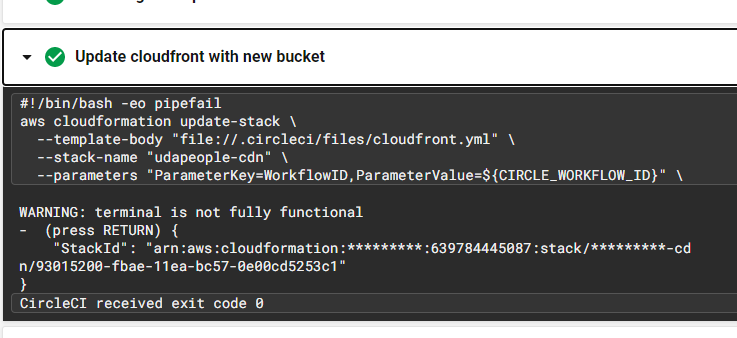 Update cloudfront with new bucket
#!/bin/bash -eo pipefail
aws cloudformation update-stack \
  --template-body "file://.circleci/files/cloudfront.yml" \
  --stack-name "udapeople-cdn" \
  --parameters "ParameterKey=WorkflowID,ParameterValue=${CIRCLE_WORKFLOW_ID}" \
WARNING: terminal is not fully functional
-  (press RETURN) {
    "StackId": "arn:aws:cloudformation:*********:639784445087:stack/*********-cd
n/93015200-fbae-11ea-bc57-0e00cd5253c1"
}
CircleCI received exit code 0